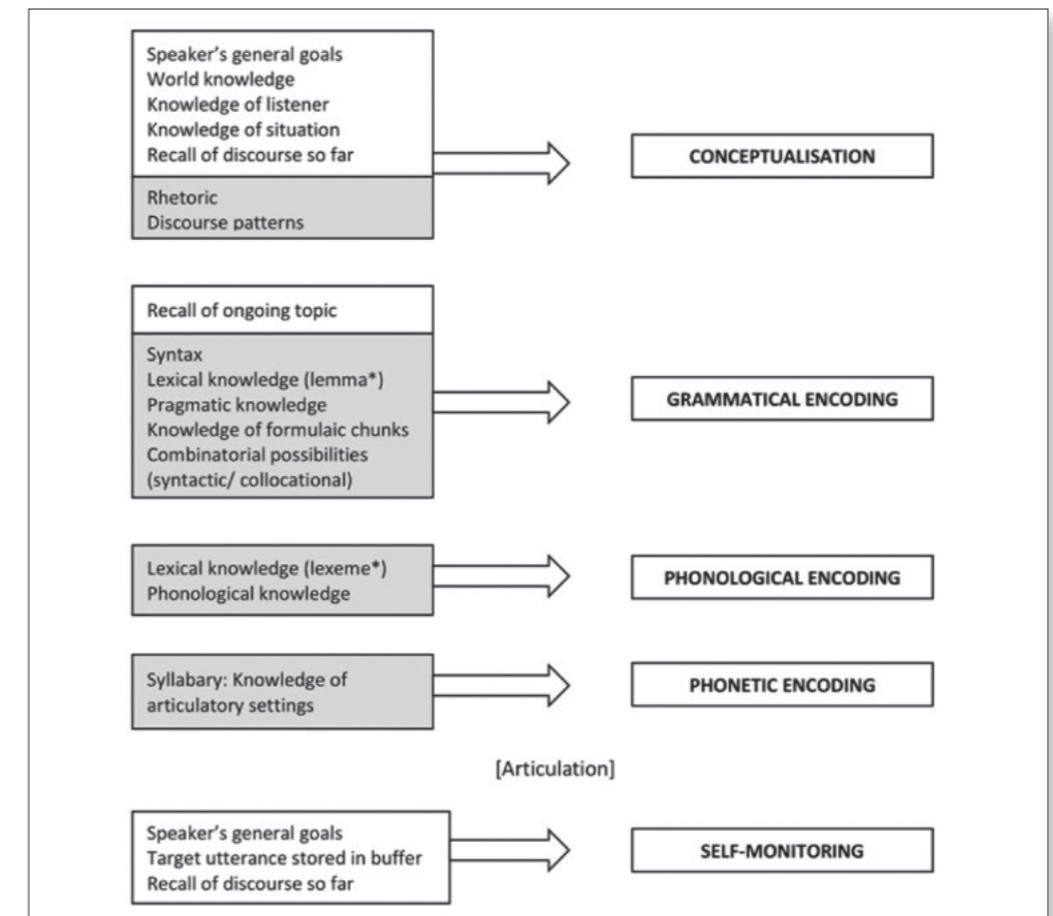 Speaker's general goals
World knowledge
Knowledge of listener
Knowledge of situation
Recall of discourse so far
Rhetoric
Discourse patterns
CONCEPTUALISATION
Recall of ongoing topic
Syntax
Lexical knowledge (lemma*)
Pragmatic knowledge
Knowledge of formulaic chunks
Combinatorial possibilities
(syntactic/ collocational)
GRAMMATICAL ENCODING
Lexical knowledge (lexeme*)
Phonological knowledge
PHONOLOGICAL ENCODING
Syllabary: Knowledge of
articulatory settings
PHONETIC ENCODING
[Articulation]
Speaker's general goals
Target utterance stored in buffer
Recall of discourse so far
SELF-MONITORING